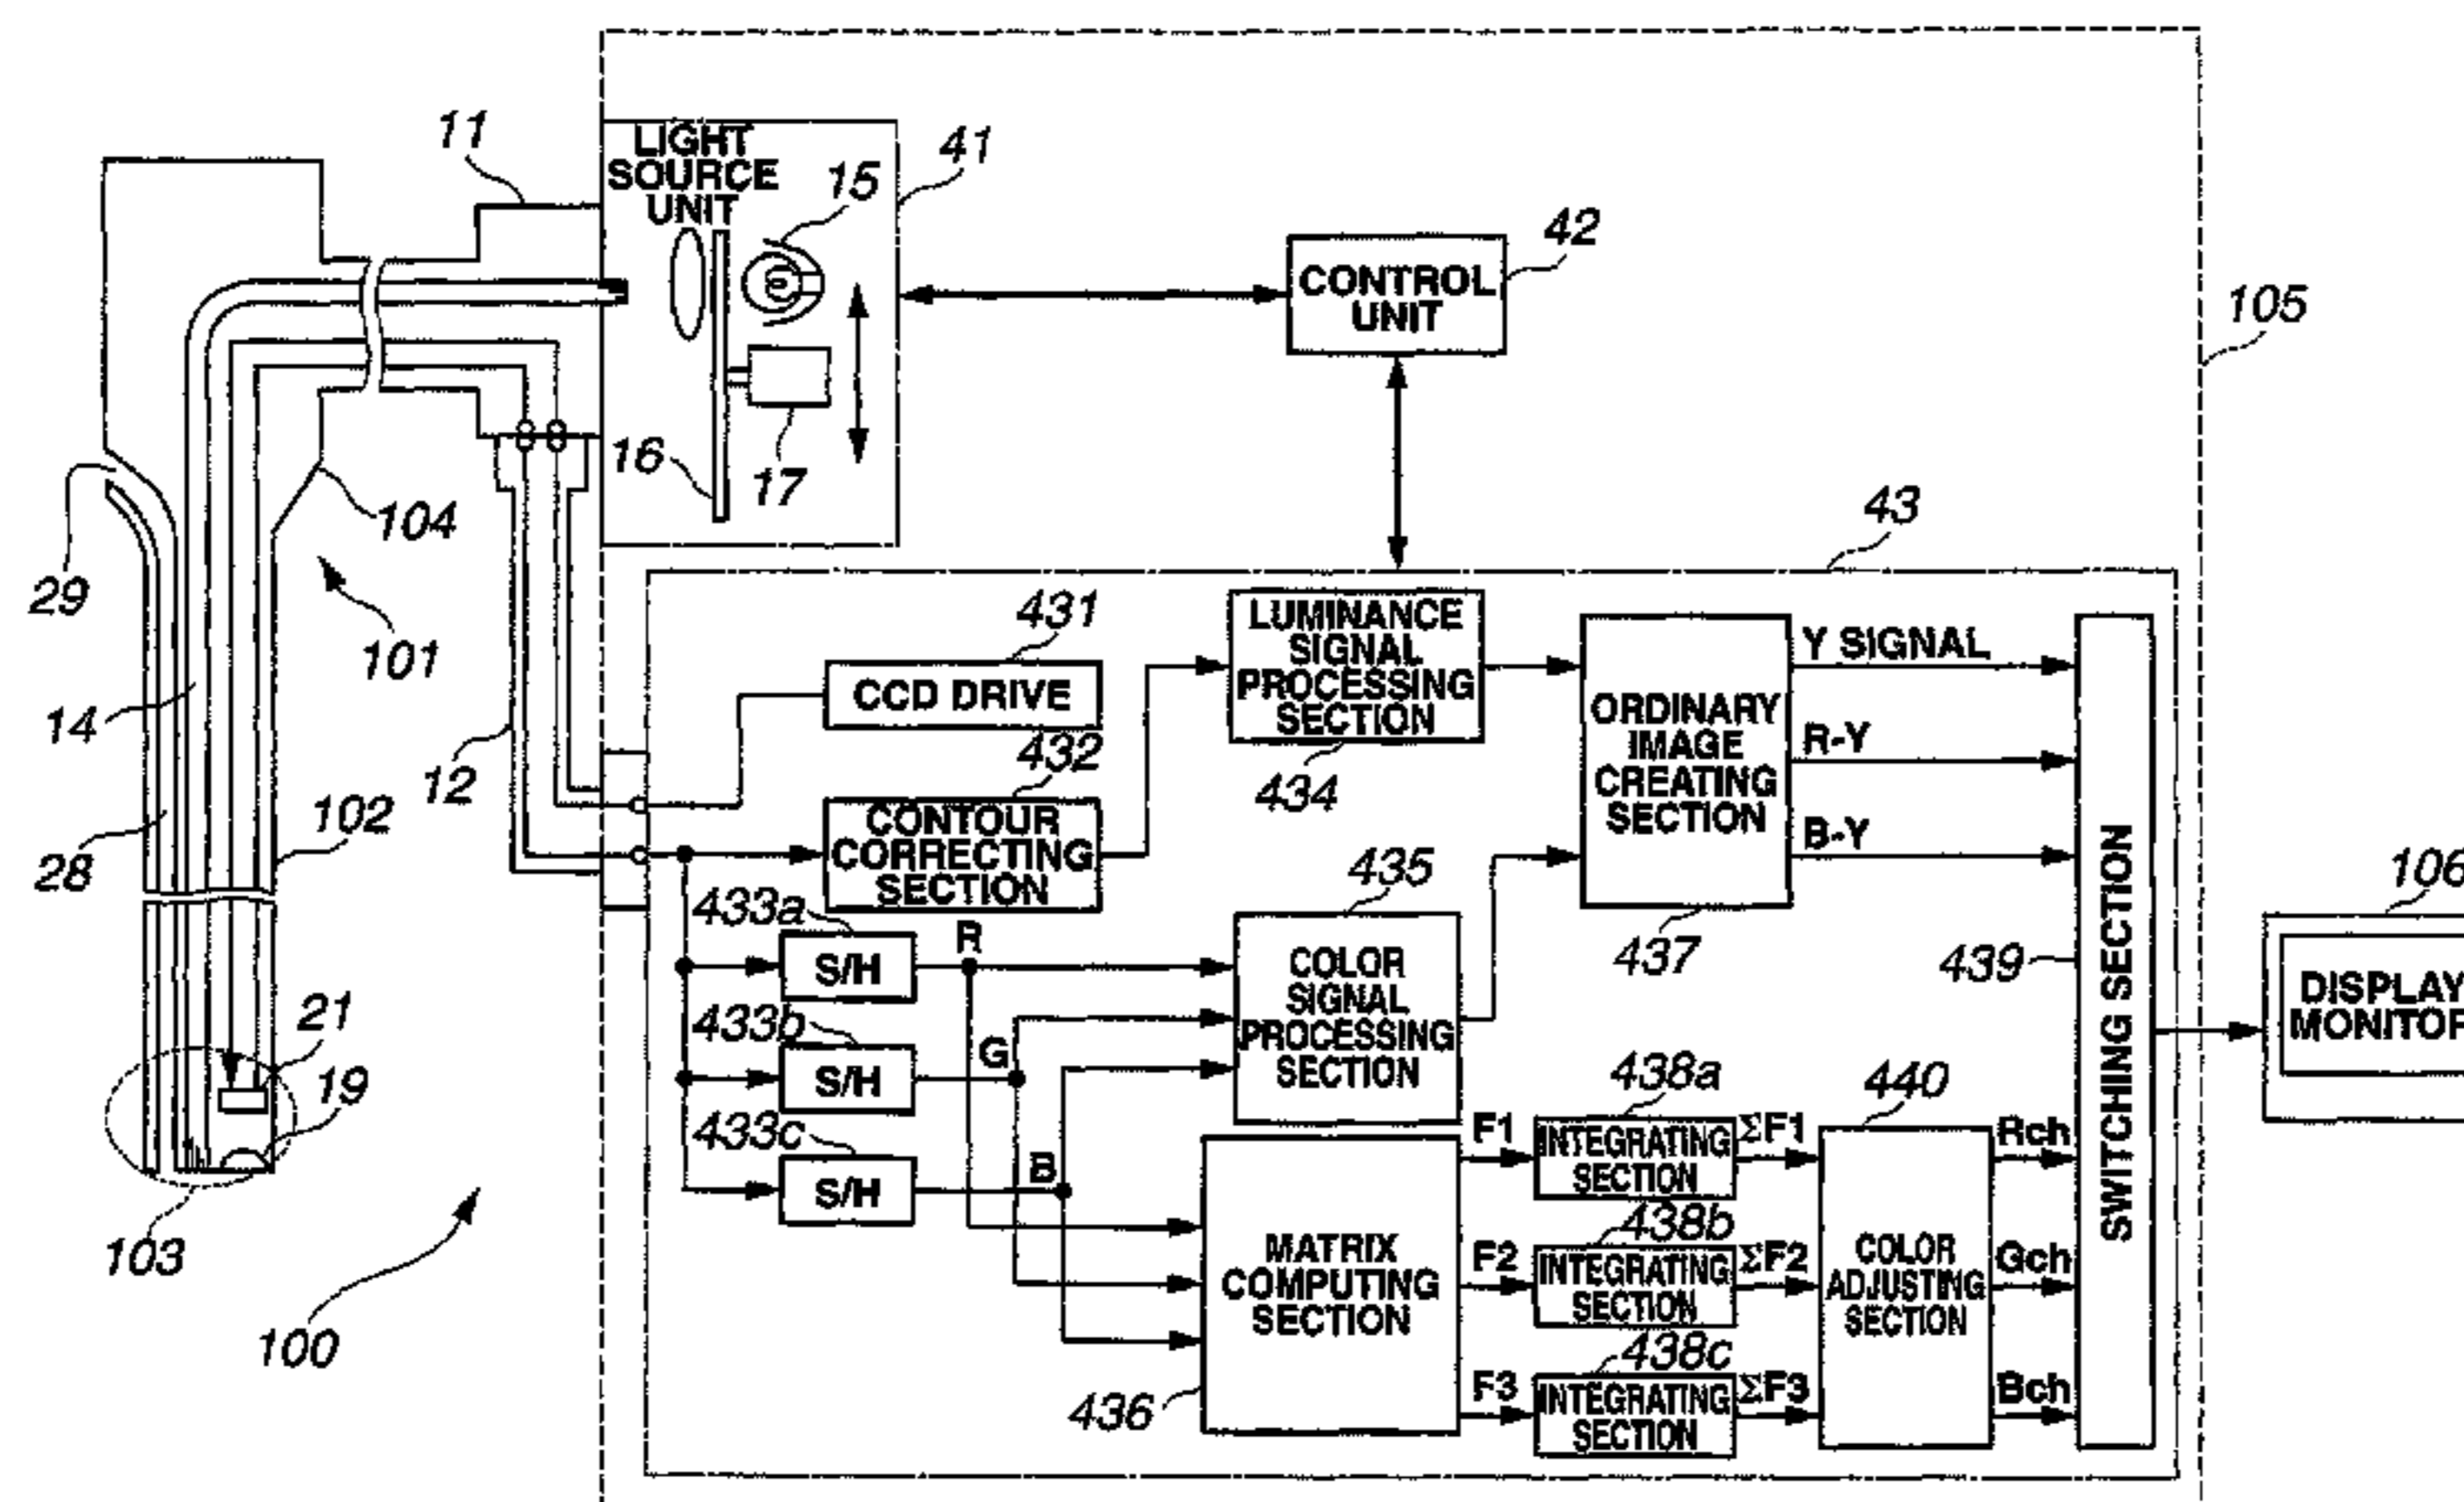 11
LIGHT
SOURCE
UNIT
15
41
42
CONTROL
UNIT
105
16
17
29
104
101
43
431
LUMINANCE
SIGNAL
PROCESSING
SECTION
Y SIGNAL
CCD DRIVE
ORDINARY
IMAGE
CREATING
SECTION
R-Y
14
12
432
434
B-Y
102
CONTOUR
CORRECTING
SECTION
28
435
106
433a
S/H
R
COLOR
SIGNAL
PROCESSING
SECTION
437
439
SWITCHING SECTION
DISPLAY
MONITOR
21
433b
S/H
G
19
438a
440
433c
S/H
B
F1
INTEGRATING
SECTION
ΣF1
Rch
103
438b
MATRIX
COMPUTING
SECTION
F2
INTEGRATING
SECTION
ΣF2
COLOR
ADJUSTING
SECTION
Gch
100
438c
436
F3
INTEGRATING
SECTION
ΣF3
Bch